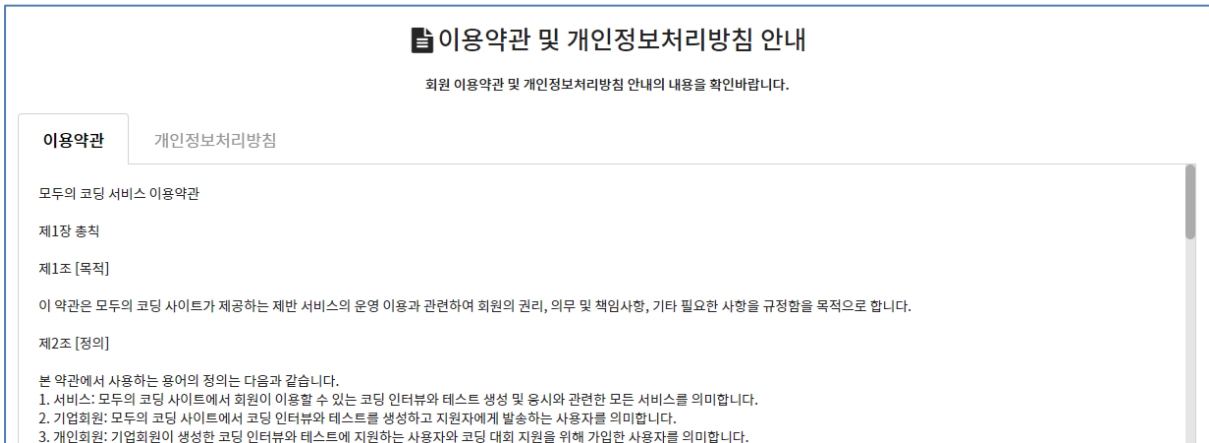 이용약관 및 개인정보처리방침 안내
회원 이용약관 및 개인정보처리방침 안내의 내용을 확인바랍니다.
이용약관 개인정보처리방침
모두의 코딩 서비스 이용약관
제1장 총칙
제1조 [목적]
이 약관은 모두의 코딩 사이트가 제공하는 제반 서비스의 운영 이용과 관련하여 회원의 권리, 의무 및 책임사항, 기타 필요한 사항을 규정함을 목적으로 합니다.
제2조 [정의]
본 약관에서 사용하는 용어의 정의는 다음과 같습니다.
1. 서비스: 모두의 코딩 사이트에서 회원이 이용할 수 있는 코딩 인터뷰와 테스트 생성 및 응시와 관련한 모든 서비스를 의미합니다.
2. 기업회원: 모두의 코딩 사이트에서 코딩 인터뷰와 테스트를 생성하고 지원자에게 발송하는 사용자를 의미합니다.
3. 개인회원: 기업회원이 생성한 코딩 인터뷰와 테스트에 지원하는 사용자와 코딩 대회 지원을 위해 가입한 사용자를 의미합니다.